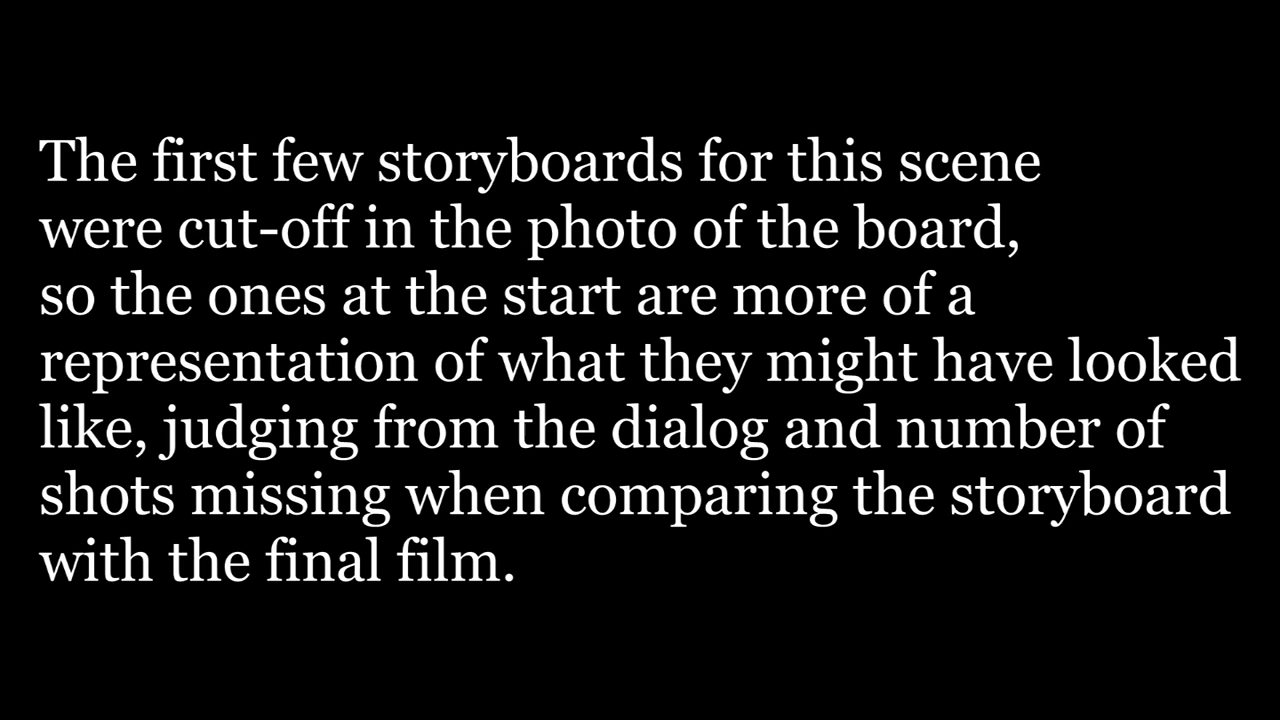 The first few storyboards for this scene
were cut-off in the photo of the board,
so the ones at the start are more of a
representation of what they might have looked
like, judging from the dialog and number of
shots missing when comparing the storyboard
with the final film.